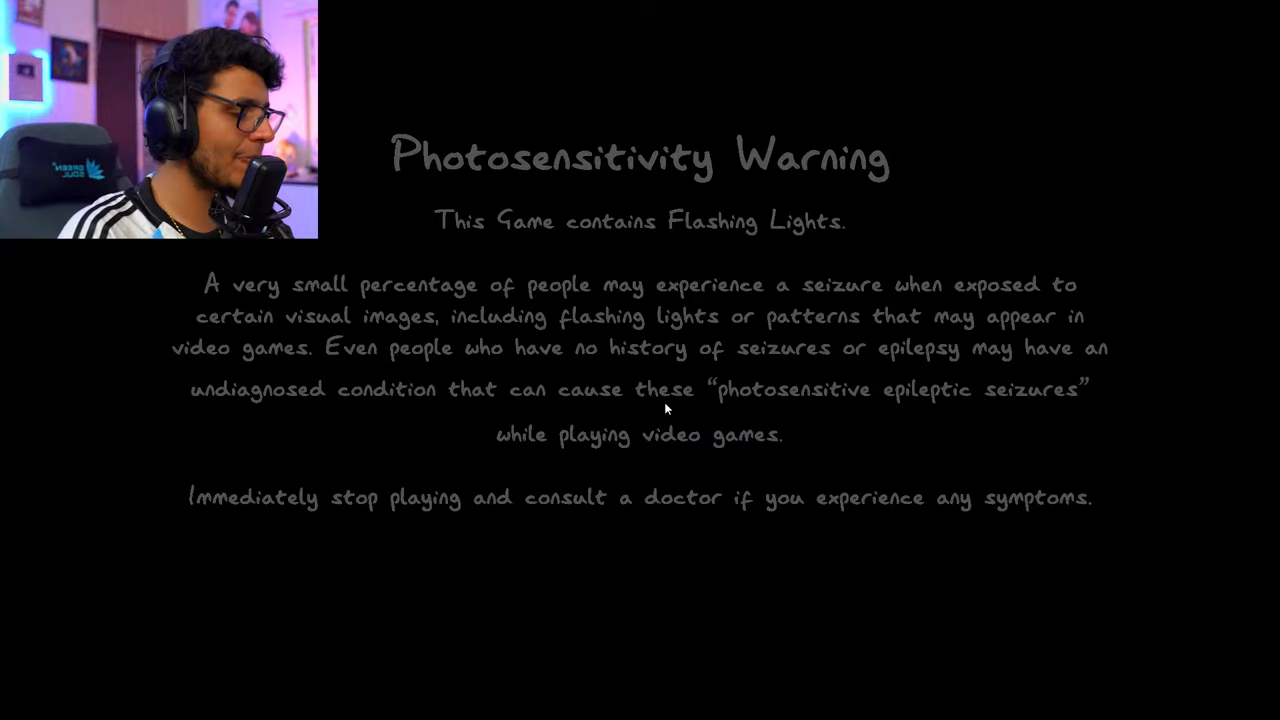 Photosensitivity Warning
This Game contains Flashing Lights.
A very small percentage of people may experience a seizure when exposed to
certain visual images, including flashing lights or patterns that may appear in
video games. Even people who have no history of seizures or epilepsy may have an
undiagnosed condition that can cause these “photosensitive epileptic seizures”
while playing video games.
Immediately stop playing and consult a doctor if you experience any symptoms.
GREEN
SOUL